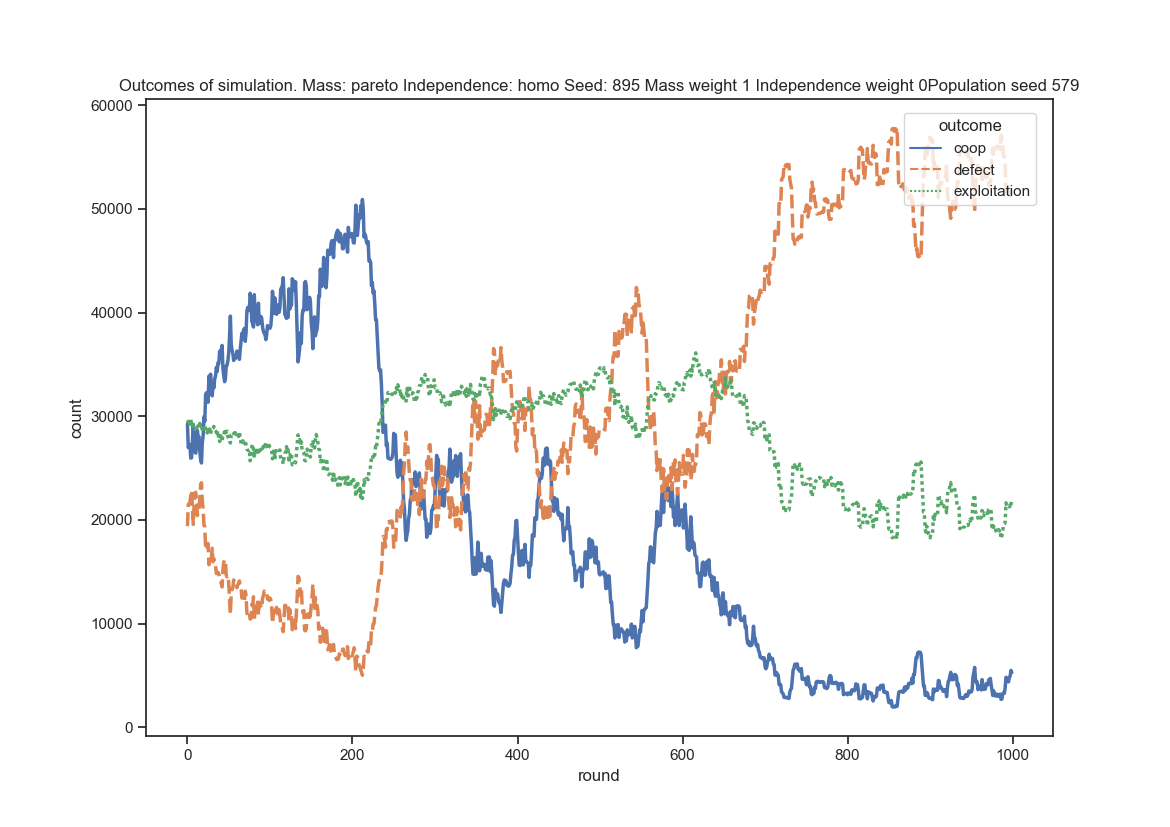 Outcomes of simulation. Mass: pareto Independence: homo Seed: 895 Mass weight 1 Independence weight 0Population seed 579
60000
50000
40000
30000
20000
10000
0
count
0 200 400 600 800 1000
round
outcome
coop
defect
exploitation